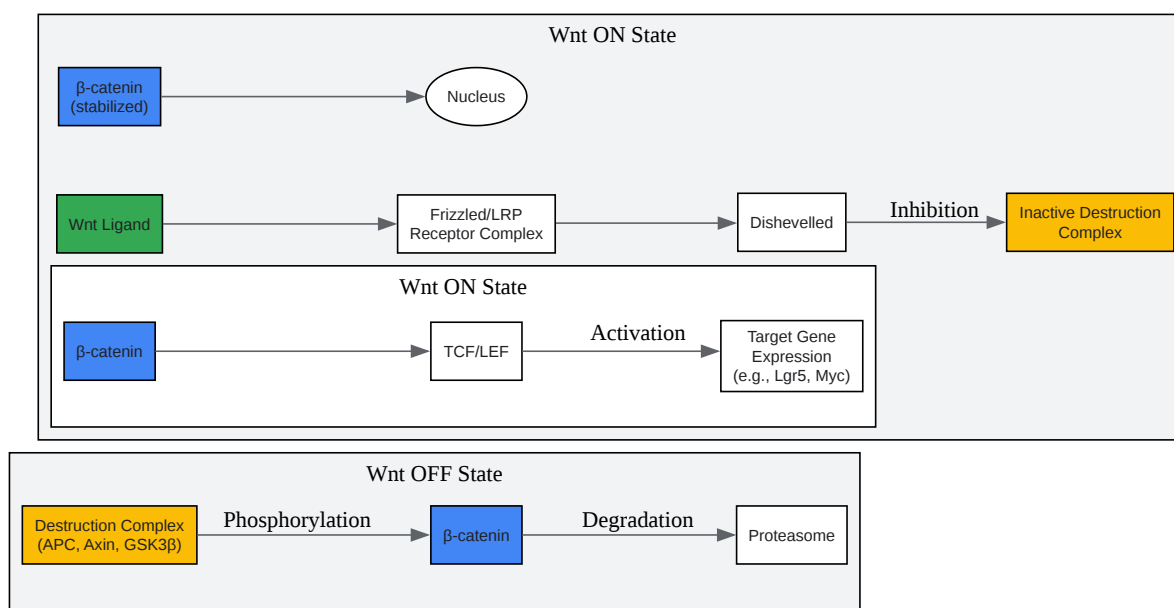 Wnt ON State
β-catenin
(stabilized)
Nucleus
Wnt Ligand
Frizzled/LRP
Receptor Complex
Dishevelled
Inhibition
Inactive Destruction
Complex
Wnt ON State
β-catenin
TCF/LEF
Activation
Target Gene
Expression
(e.g., Lgr5, Myc)
Wnt OFF State
Destruction Complex
(APC, Axin, GSK3β)
Phosphorylation
β-catenin
Degradation
Proteasome